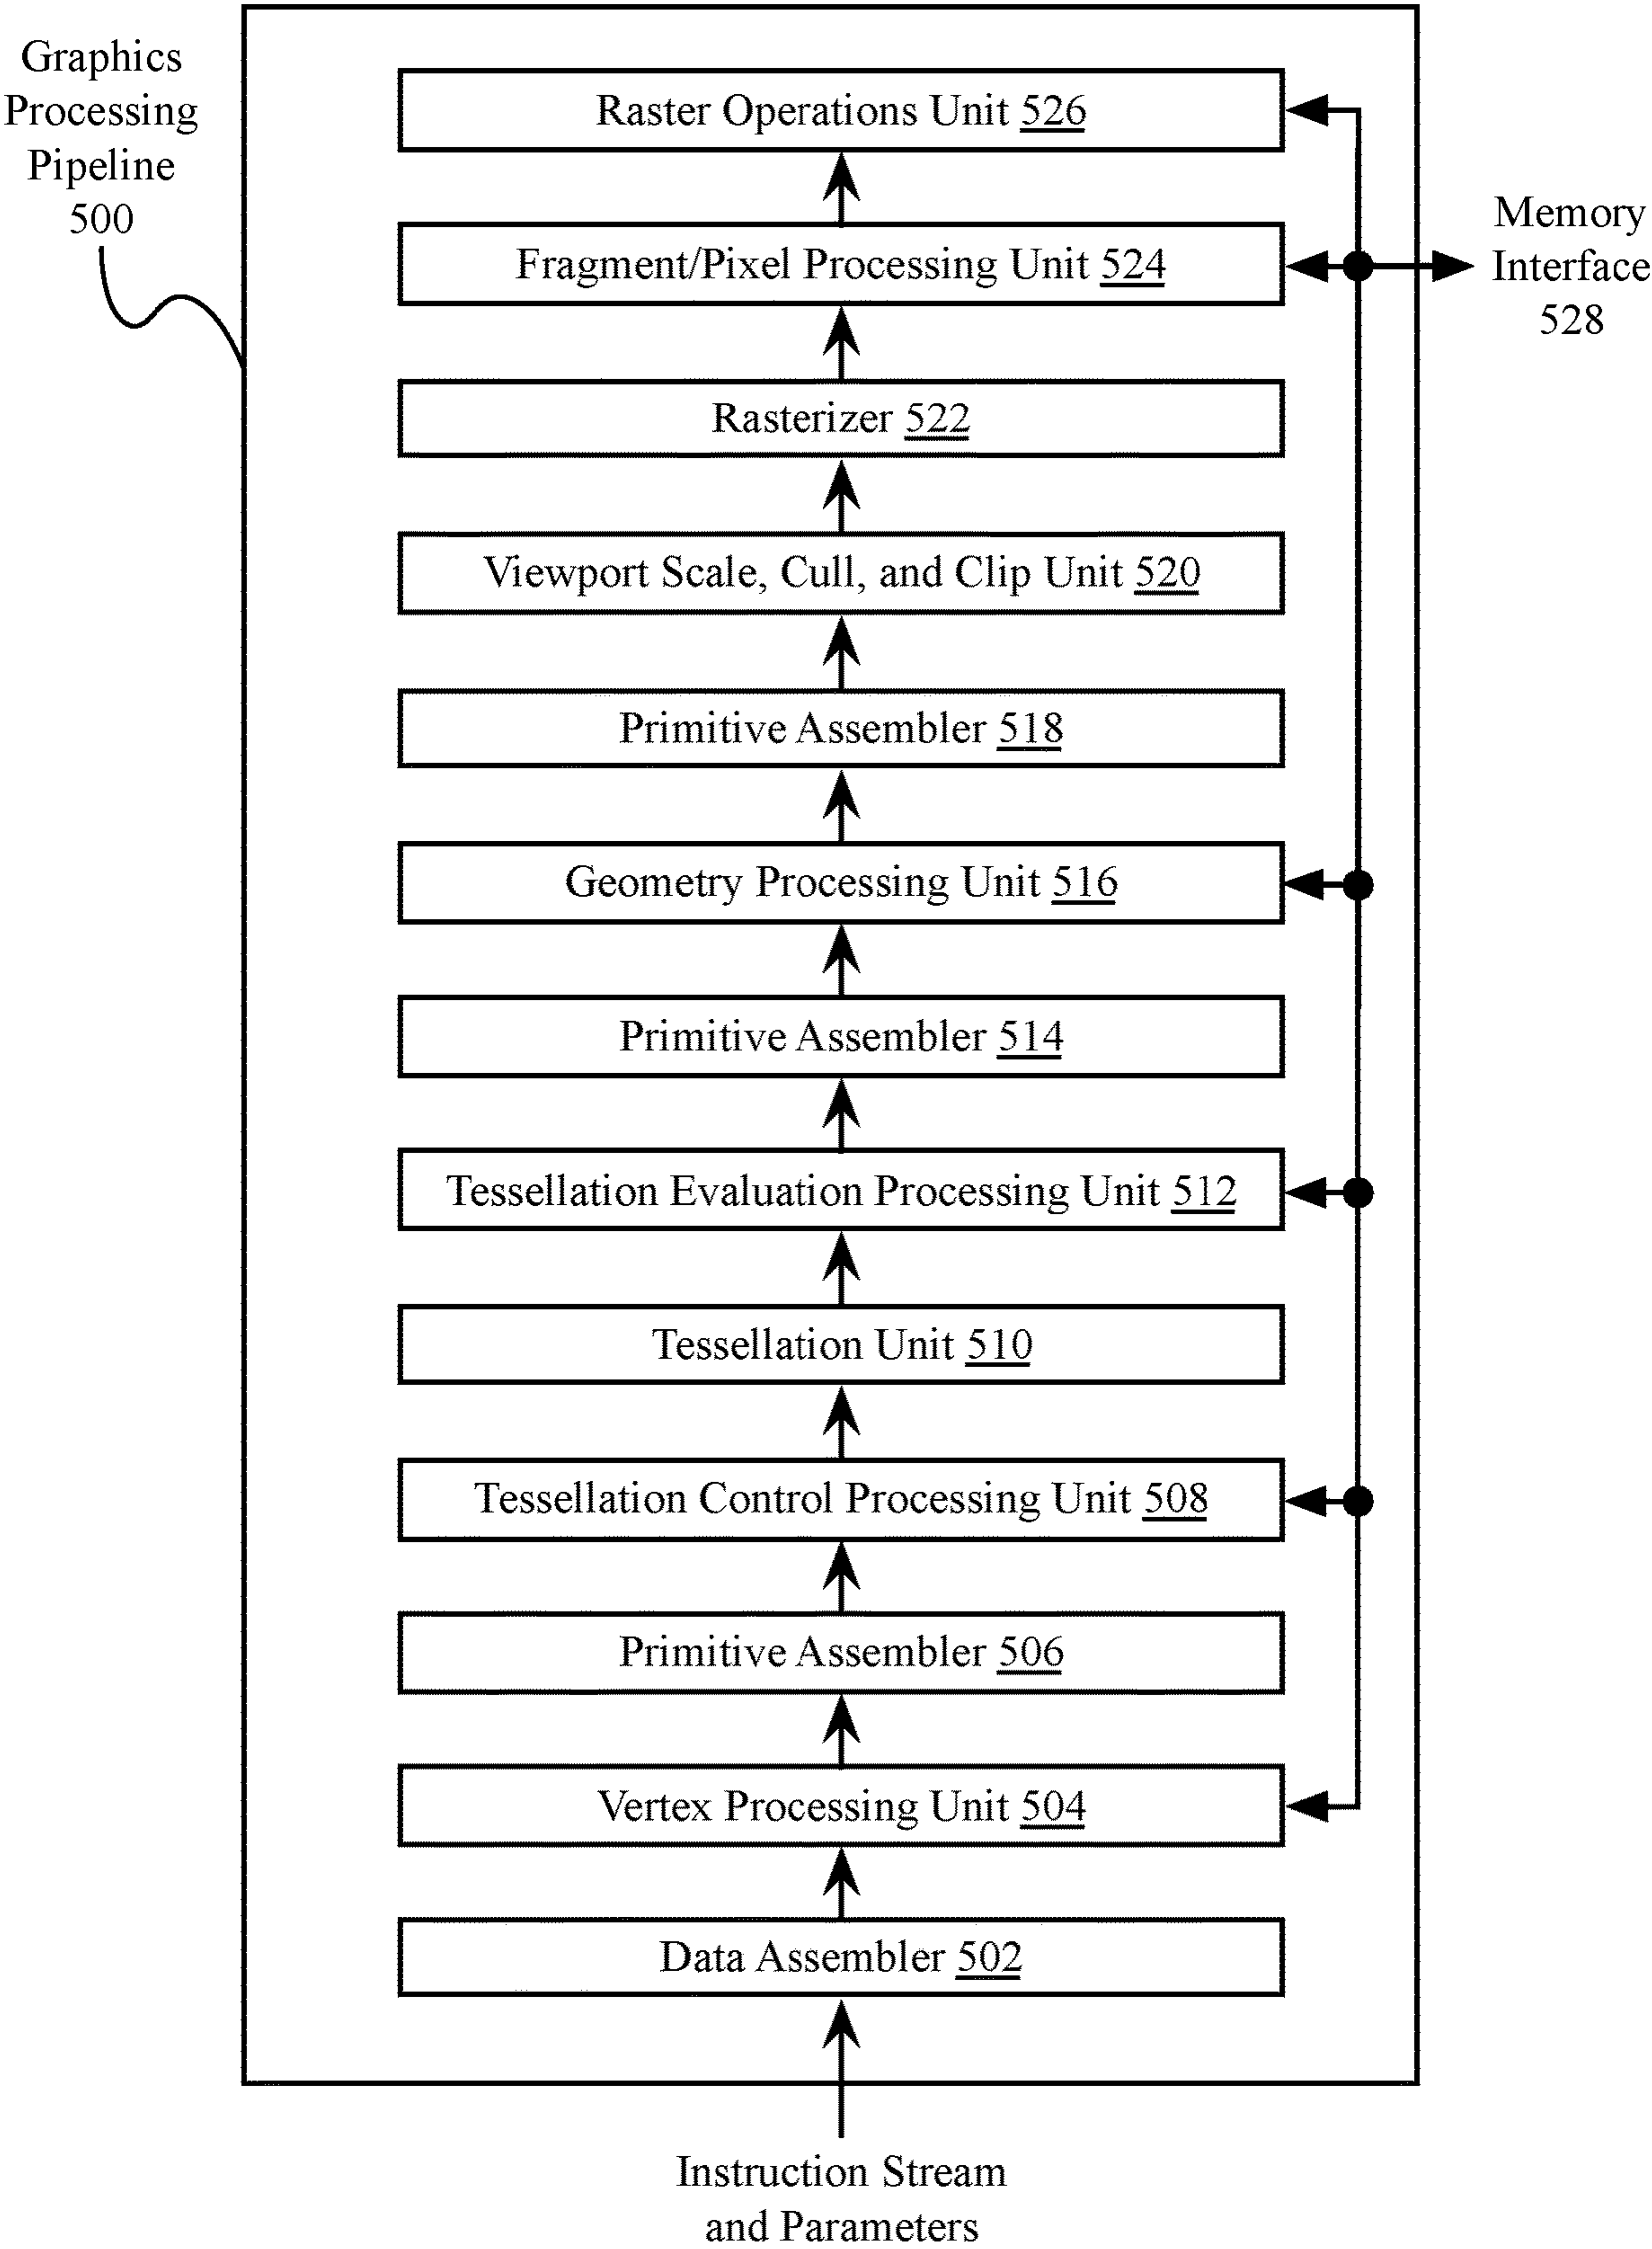 Graphics
Processing
Pipeline
500
Raster Operations Unit 526
Fragment/Pixel Processing Unit 524
Memory
Interface
528
Rasterizer 522
Viewport Scale, Cull, and Clip Unit 520
Primitive Assembler 518
Geometry Processing Unit 516
Primitive Assembler 514
Tessellation Evaluation Processing Unit 512
Tessellation Unit 510
Tessellation Control Processing Unit 508
Primitive Assembler 506
Vertex Processing Unit 504
Data Assembler 502
Instruction Stream
and Parameters